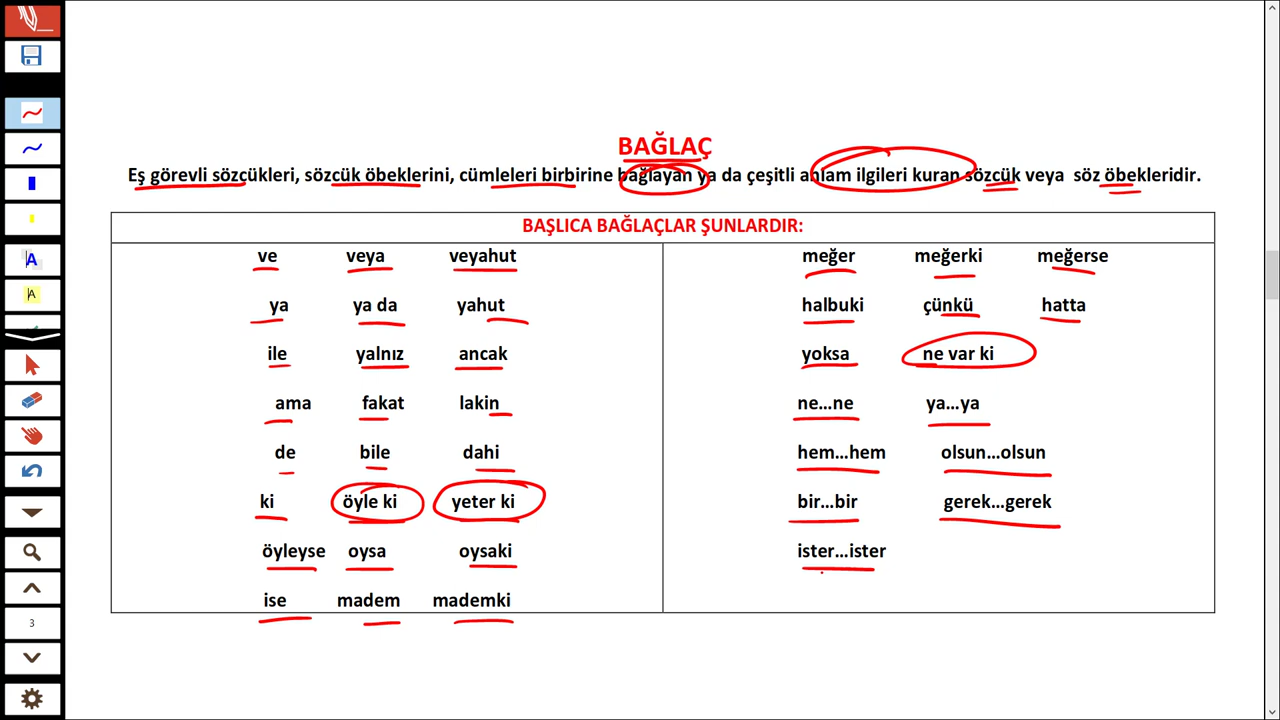 BAĞLAÇ
Eş görevli sözcükleri, sözcük öbeklerini, cümleleri birbirine bağlayan ya da çeşitli anlam ilgileri kuran sözcük veya söz öbekleridir.
BAŞLICA BAĞLAÇLAR ŞUNLARDIR:
ve veya veyahut
ya ya da yahut
ile yalnız ancak
ama fakat lakin
de bile dahi
ki öyle ki yeter ki
öyleyse oysa oysaki
ise madem mademki
meğer meğerki meğerse
halbuki çünkü hatta
yoksa ne var ki
ne...ne ya...ya
hem...hem olsun...olsun
bir...bir gerek...gerek
ister...ister
A
A
3